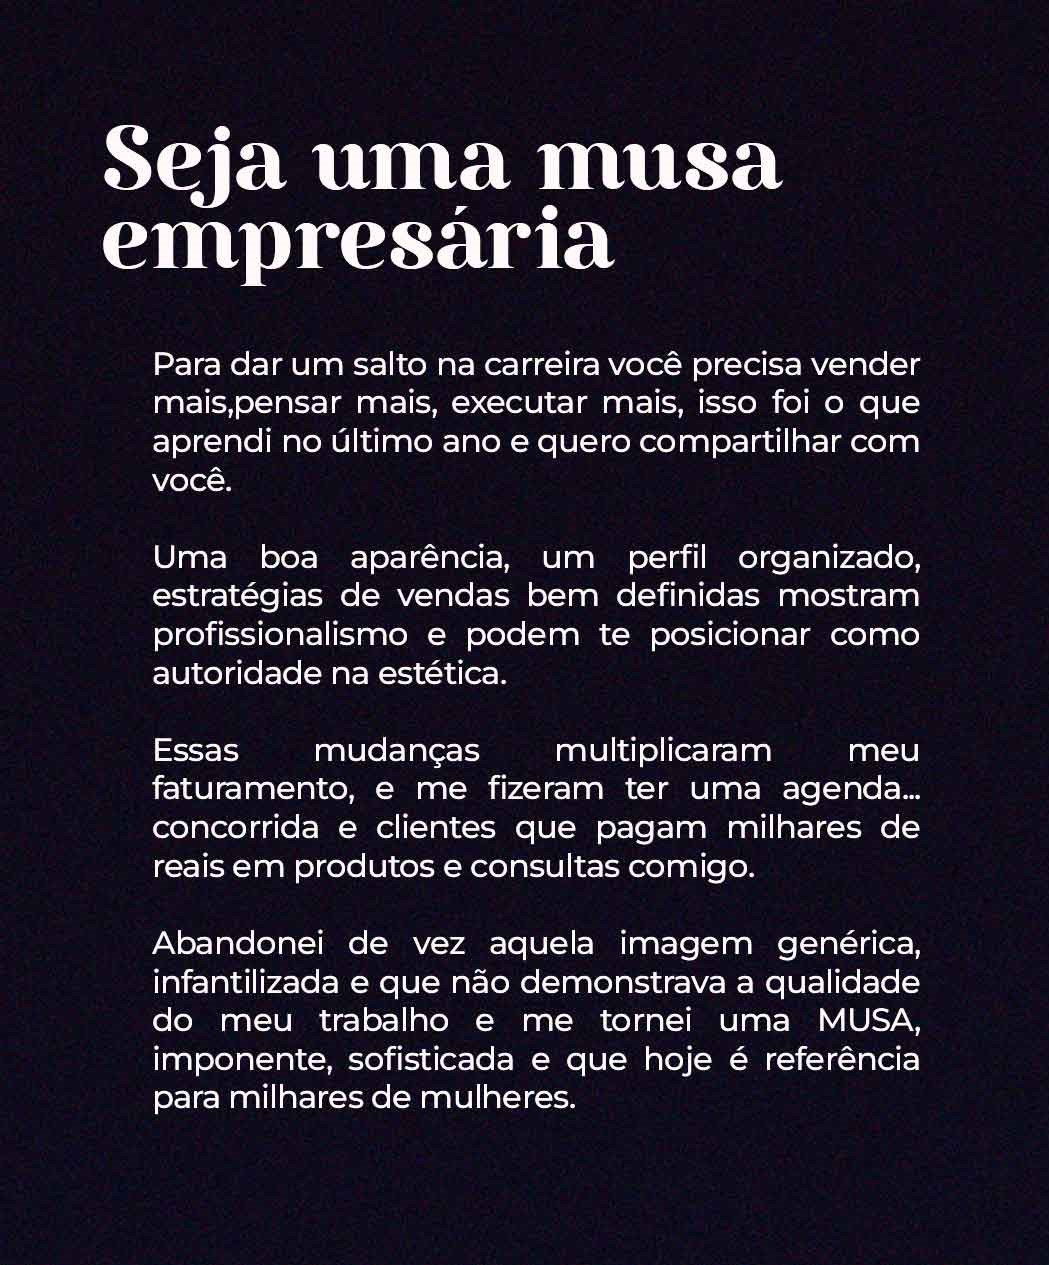 Seja uma musa
empresária
Para dar um salto na carreira você precisa vender
mais,pensar mais, executar mais, isso foi o que
aprendi no último ano e quero compartilhar com
você.
Uma boa aparência, um perfil organizado,
estratégias de vendas bem definidas mostram
profissionalismo e podem te posicionar como
autoridade na estética.
Essas mudanças multiplicaram meu
faturamento, e me fizeram ter uma agenda...
concorrida e clientes que pagam milhares de
reais em produtos e consultas comigo.
Abandonei de vez aquela imagem genérica,
infantilizada e que não demonstrava a qualidade
do meu trabalho e me tornei uma MUSA,
imponente, sofisticada e que hoje é referência
para milhares de mulheres.